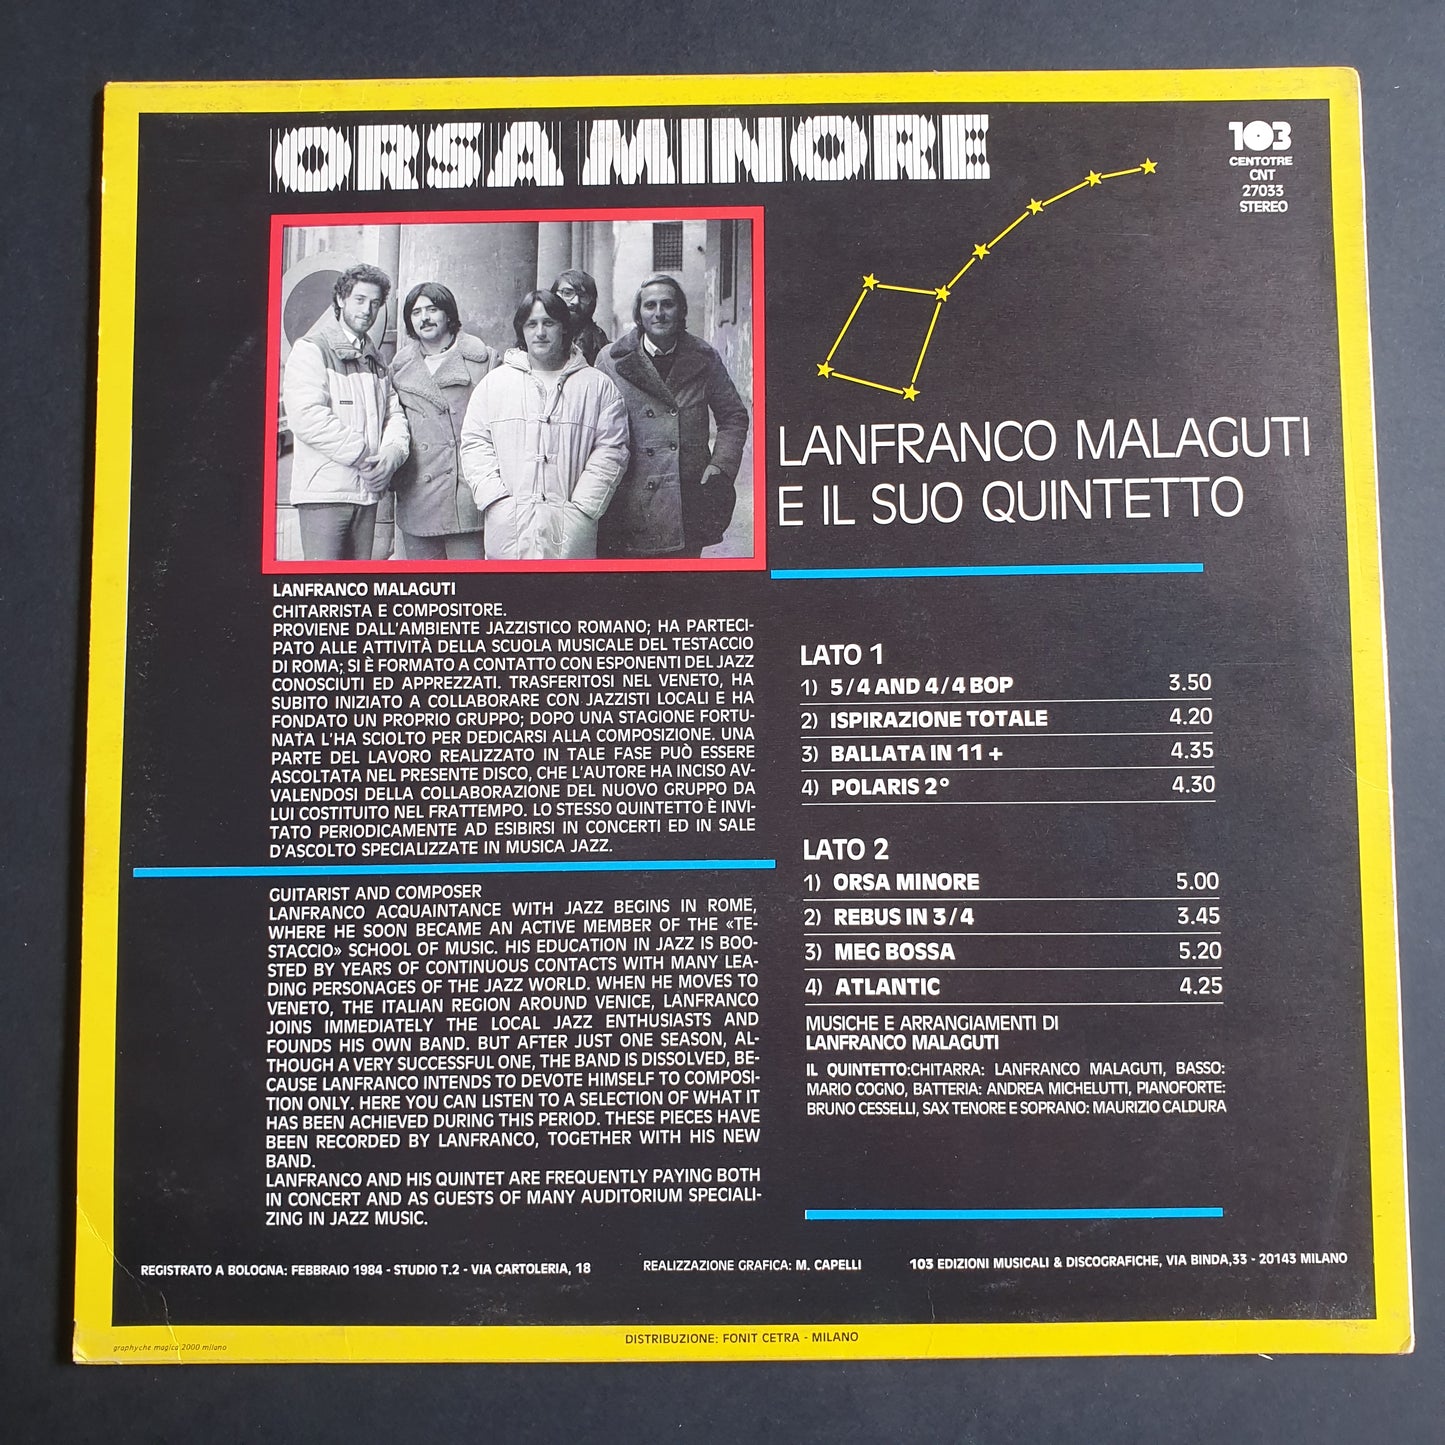 ORSA MINORE
103
CENTOTRE
CNT
27033
STEREO
LANFRANCO MALAGUTI
E IL SUO QUINTETTO
LANFRANCO MALAGUTI
CHITARRISTA E COMPOSITORE.
PROVIENE DALL'AMBIENTE JAZZISTICO ROMANO; HA PARTECI-
PATO ALLE ATTIVITÀ DELLA SCUOLA MUSICALE DEL TESTACCIO
DI ROMA; SI È FORMATO A CONTATTO CON ESPONENTI DEL JAZZ
CONOSCIUTI ED APPREZZATI. TRASFERITOSI NEL VENETO, HA
SUBITO INIZIATO A COLLABORARE CON JAZZISTI LOCALI E HA
FONDATO UN PROPRIO GRUPPO; DOPO UNA STAGIONE FORTU-
NATA L'HA SCIOLTO PER DEDICARSI ALLA COMPOSIZIONE. UNA
PARTE DEL LAVORO REALIZZATO IN TALE FASE PUÒ ESSERE
ASCOLTATA NEL PRESENTE DISCO, CHE L'AUTORE HA INCISO AV-
VALENDOSI DELLA COLLABORAZIONE DEL NUOVO GRUPPO DA
LUI COSTITUITO NEL FRATTEMPO. LO STESSO QUINTETTO È INVI-
TATO PERIODICAMENTE AD ESIBIRSI IN CONCERTI ED IN SALE
D'ASCOLTO SPECIALIZZATE IN MUSICA JAZZ.
GUITARIST AND COMPOSER
LANFRANCO ACQUAINTANCE WITH JAZZ BEGINS IN ROME,
WHERE HE SOON BECAME AN ACTIVE MEMBER OF THE «TE-
STACCIO» SCHOOL OF MUSIC. HIS EDUCATION IN JAZZ IS BOO-
STED BY YEARS OF CONTINUOUS CONTACTS WITH MANY LEA-
DING PERSONAGES OF THE JAZZ WORLD. WHEN HE MOVES TO
VENETO, THE ITALIAN REGION AROUND VENICE, LANFRANCO
JOINS IMMEDIATELY THE LOCAL JAZZ ENTHUSIASTS AND
FOUNDS HIS OWN BAND. BUT AFTER JUST ONE SEASON, AL-
THOUGH A VERY SUCCESSFUL ONE, THE BAND IS DISSOLVED, BE-
CAUSE LANFRANCO INTENDS TO DEVOTE HIMSELF TO COMPOSI-
TION ONLY. HERE YOU CAN LISTEN TO A SELECTION OF WHAT IT
HAS BEEN ACHIEVED DURING THIS PERIOD. THESE PIECES HAVE
BEEN RECORDED BY LANFRANCO, TOGETHER WITH HIS NEW
BAND.
LANFRANCO AND HIS QUINTET ARE FREQUENTLY PAYING BOTH
IN CONCERT AND AS GUESTS OF MANY AUDITORIUM SPECIALI-
ZING IN JAZZ MUSIC.
LATO 1
1) 5/4 AND 4/4 BOP 3.50
2) ISPIRAZIONE TOTALE 4.20
3) BALLATA IN 11 + 4.35
4) POLARIS 2° 4.30
LATO 2
1) ORSA MINORE 5.00
2) REBUS IN 3/4 3.45
3) MEG BOSSA 5.20
4) ATLANTIC 4.25
MUSICHE E ARRANGIAMENTI DI
LANFRANCO MALAGUTI
IL QUINTETTO:CHITARRA: LANFRANCO MALAGUTI, BASSO:
MARIO COGNO, BATTERIA: ANDREA MICHELUTTI, PIANOFORTE:
BRUNO CESSELLI, SAX TENORE E SOPRANO: MAURIZIO CALDURA
REGISTRATO A BOLOGNA: FEBBRAIO 1984 - STUDIO T.2 - VIA CARTOLERIA, 18
REALIZZAZIONE GRAFICA: M. CAPELLI
103 EDIZIONI MUSICALI & DISCOGRAFICHE, VIA BINDA,33 - 20143 MILANO
DISTRIBUZIONE: FONIT CETRA - MILANO
graphyche magica 2000 milano